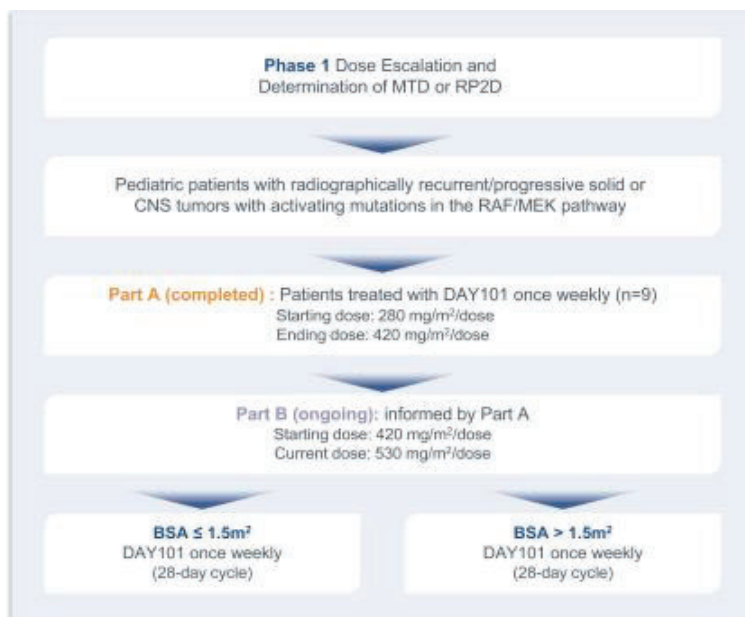 Phase 1 Dose Escalation and
Determination of MTD or RP2D
Pediatric patients with radiographically recurrent/progressive solid or
CNS tumors with activating mutations in the RAF/MEK pathway
Part A (completed) : Patients treated with DAY101 once weekly (n=9)
Starting dose: 280 mg/m²/dose
Ending dose: 420 mg/m²/dose
Part B (ongoing): informed by Part A
Starting dose: 420 mg/m²/dose
Current dose: 530 mg/m²/dose
BSA ≤ 1.5m²
DAY101 once weekly
(28-day cycle)
BSA > 1.5m²
DAY101 once weekly
(28-day cycle)